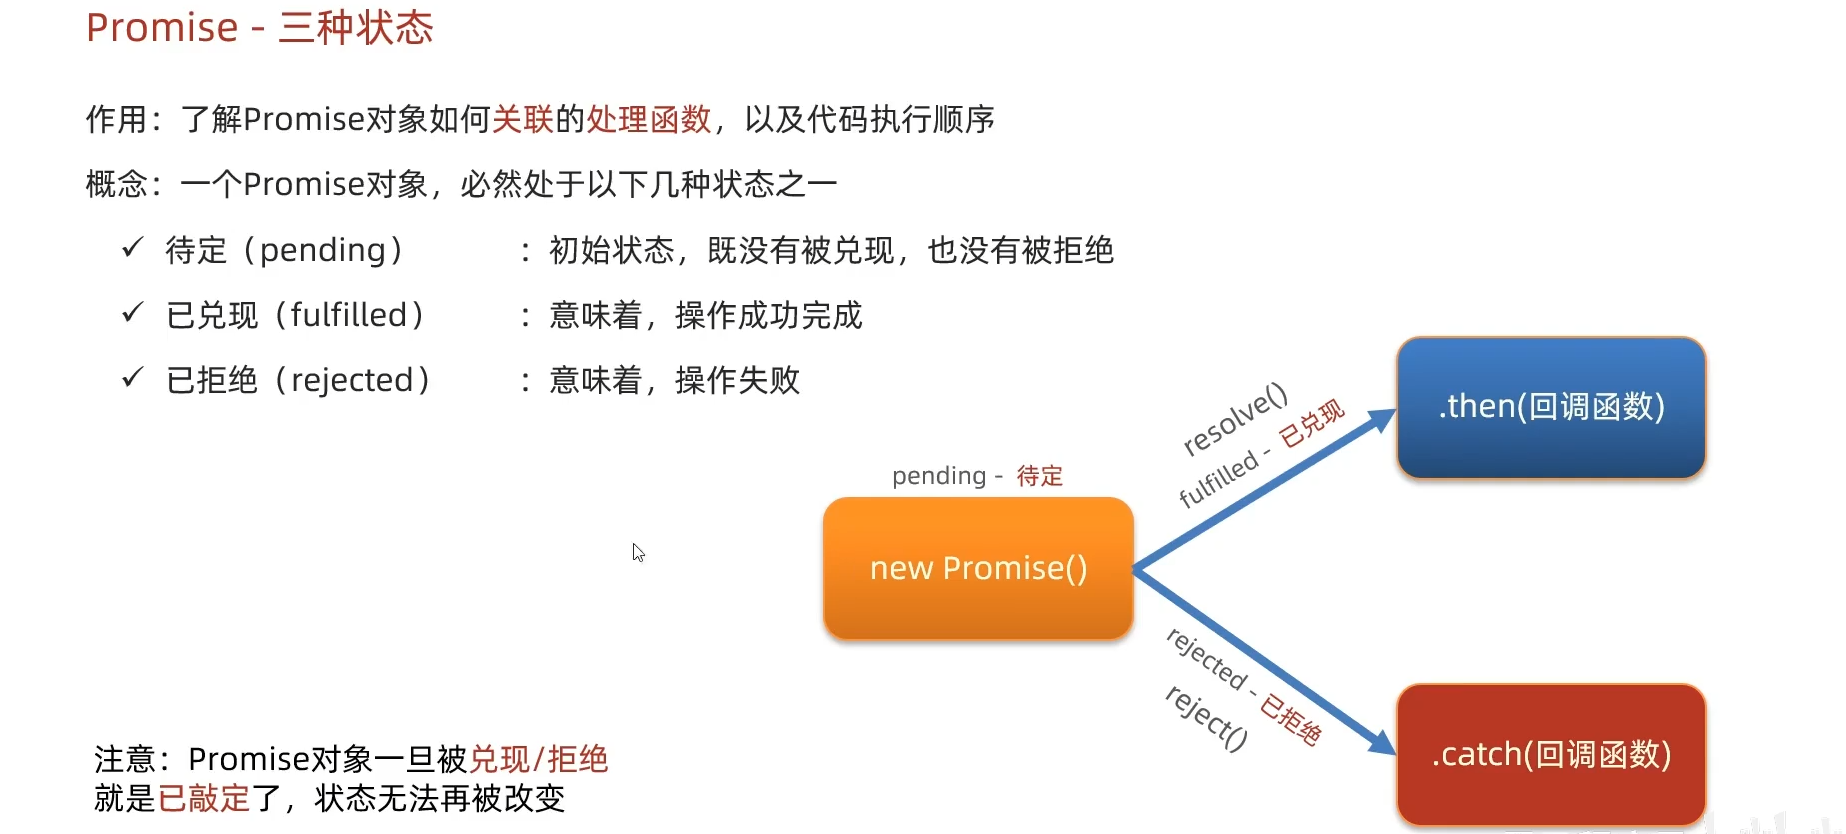 Promise - 三种状态
作用：了解Promise对象如何关联的处理函数，以及代码执行顺序
概念：一个Promise对象，必然处于以下几种状态之一
✓ 待定（pending） ：初始状态，既没有被兑现，也没有被拒绝
✓ 已兑现（fulfilled） ：意味着，操作成功完成
✓ 已拒绝（rejected） ：意味着，操作失败
pending - 待定
new Promise()
resolve()
fulfilled - 已兑现
.then(回调函数)
rejected - 已拒绝
reject()
.catch(回调函数)
注意：Promise对象一旦被兑现/拒绝
就是已敲定了，状态无法再被改变